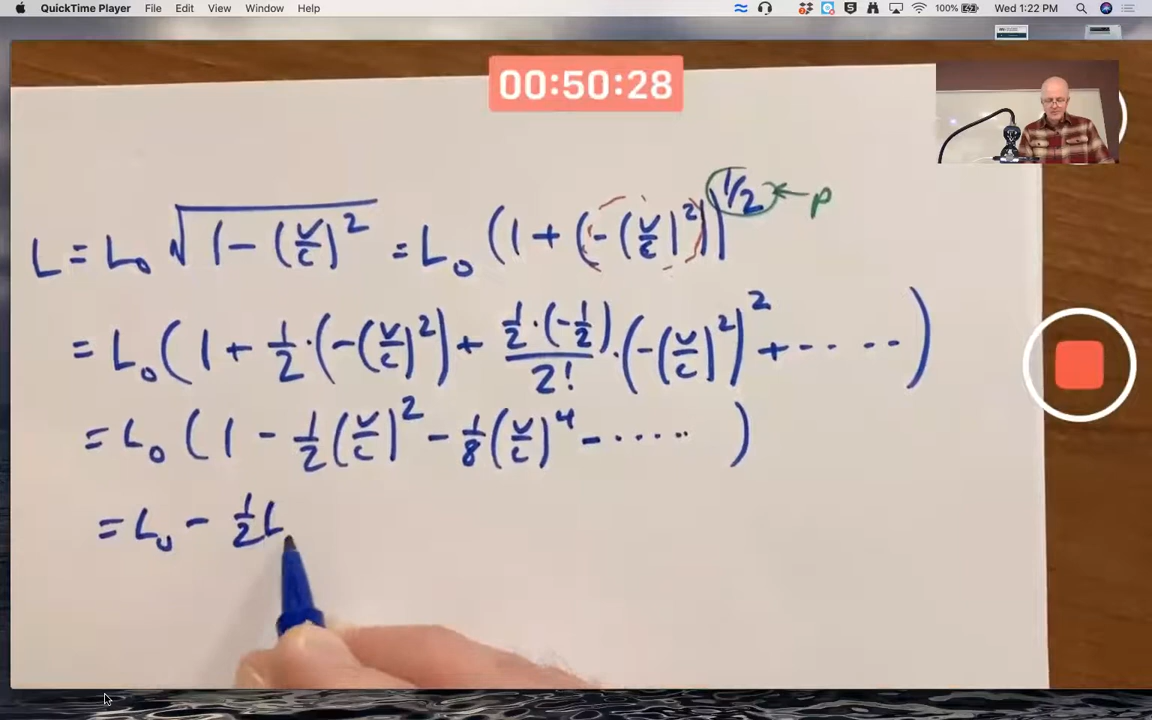 QuickTime Player File Edit View Window Help 100% Wed 1:22 PM
00:50:28
L = L₀ √(1 - (v/c)²) = L₀ (1 + (-(v/c)²))^(1/2) ← p
= L₀ (1 + 1/2 · (-(v/c)²) + (1/2 · (-1/2))/2! · (-(v/c)²)² + ·····)
= L₀ (1 - 1/2 (v/c)² - 1/8 (v/c)⁴ - ·····)
= L₀ - 1/2 L